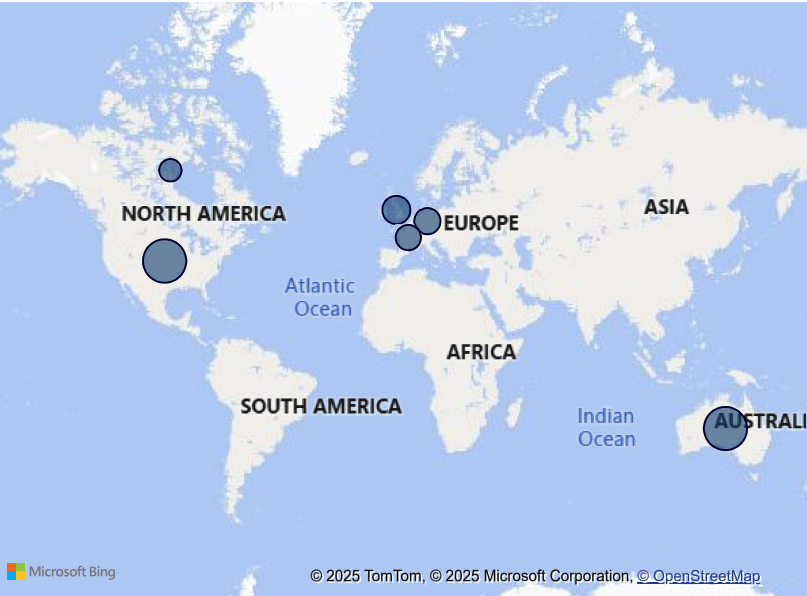 NORTH AMERICA
EUROPE
ASIA
Atlantic
Ocean
AFRICA
SOUTH AMERICA
Indian
Ocean
AUSTRALI
Microsoft Bing
© 2025 TomTom, © 2025 Microsoft Corporation, © OpenStreetMap